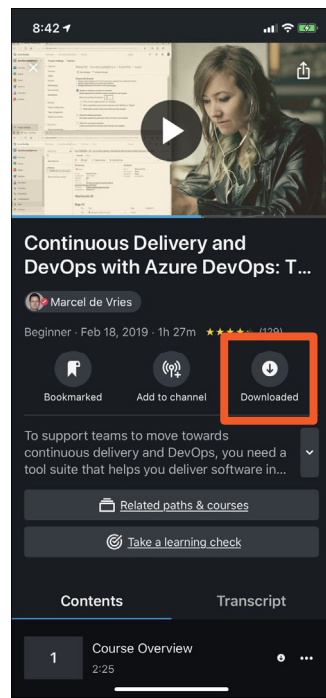 8:42
Continuous Delivery and
DevOps with Azure DevOps: T...
Marcel de Vries
Beginner · Feb 18, 2019 · 1h 27m (129)
Bookmarked
Add to channel
Downloaded
To support teams to move towards
continuous delivery and DevOps, you need a
tool suite that helps you deliver software in...
Related paths & courses
Take a learning check
Contents
Transcript
1
Course Overview
2:25